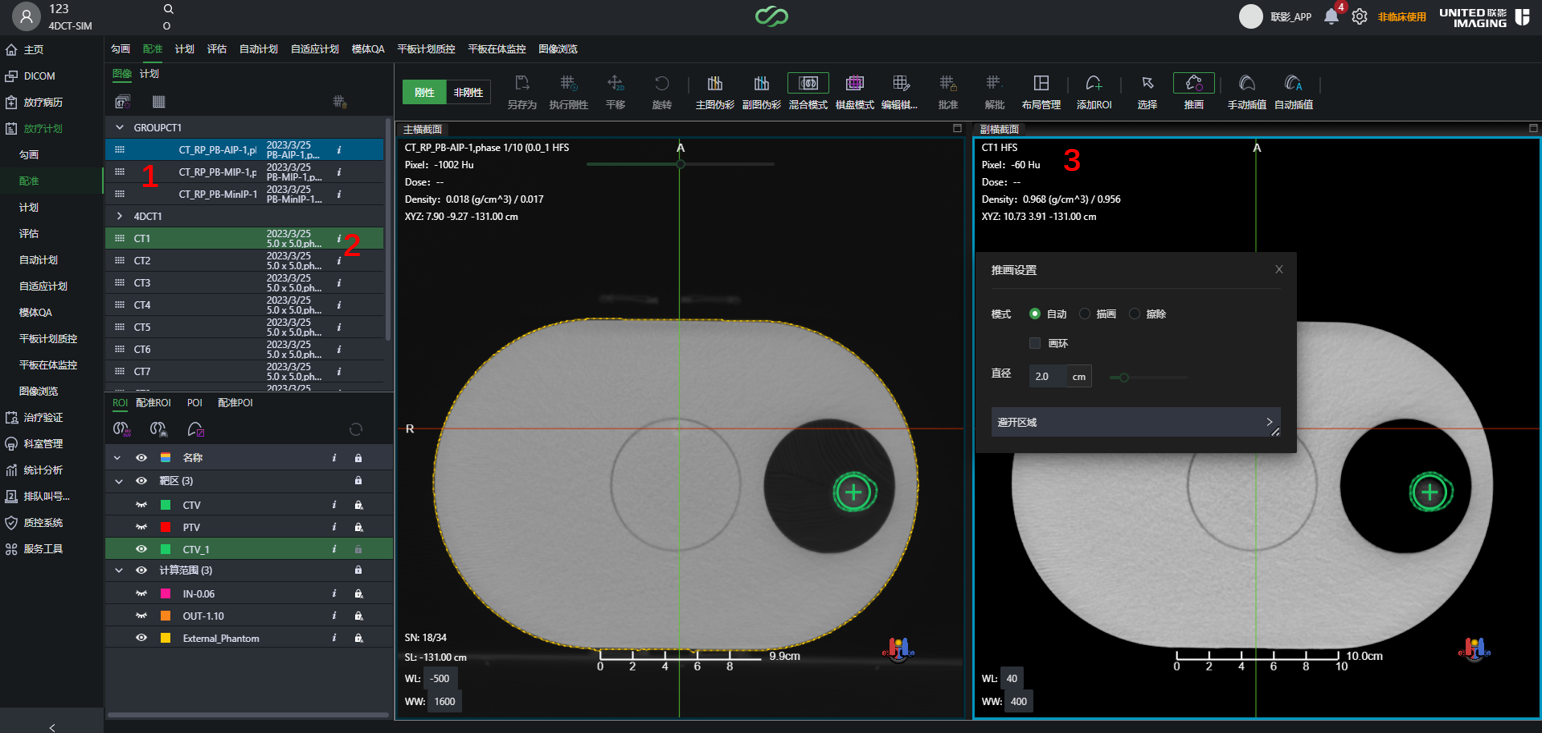 123
4DCT-SIM
0
联影_APP
4
非临床使用
UNITED 联影
IMAGING
主页
DICOM
放疗病历
放疗计划
勾画
配准
计划
评估
自动计划
自适应计划
模体QA
平板计划质控
平板在体监控
图像浏览
治疗验证
科室管理
统计分析
排队叫号...
质控系统
服务工具
勾画 配准 计划 评估 自动计划 自适应计划 模体QA 平板计划质控 平板在体监控 图像浏览
图像 计划
GROUPCT1
CT_RP_PB-AIP-1,pl 2023/3/25 PB-AIP-1,p... i
CT_RP_PB-MIP-1,p 2023/3/25 PB-MIP-1,p... i
CT_RP_PB-MinIP-1 2023/3/25 PB-MinIP-1... i
1
4DCT1
CT1 2023/3/25 5.0 x 5.0,ph... i
2
CT2 2023/3/25 5.0 x 5.0,ph... i
CT3 2023/3/25 5.0 x 5.0,ph... i
CT4 2023/3/25 5.0 x 5.0,ph... i
CT5 2023/3/25 5.0 x 5.0,ph... i
CT6 2023/3/25 5.0 x 5.0,ph... i
CT7 2023/3/25 5.0 x 5.0,ph... i
2023/3/25
ROI 配准ROI POI 配准POI
名称 i
靶区 (3)
CTV i
PTV i
CTV_1 i
计算范围 (3)
IN-0.06 i
OUT-1.10 i
External_Phantom i
刚性 非刚性 另存为 执行刚性 平移 旋转 主图伪彩 副图伪彩 混合模式 棋盘模式 编辑棋... 批准 解批 布局管理 添加ROI 选择 推画 手动插值 自动插值
主横截面
CT_RP_PB-AIP-1,phase 1/10 (0.0_1 HFS
Pixel: -1002 Hu
Dose: --
Density: 0.018 (g/cm^3) / 0.017
XYZ: 7.90 -9.27 -131.00 cm
A
R
SN: 18/34
SL: -131.00 cm
WL: -500
WW: 1600
0 2 4 6 8 9.9cm
副横截面
CT1 HFS
Pixel: -60 Hu
Dose: --
Density: 0.968 (g/cm^3) / 0.956
XYZ: 10.73 3.91 -131.00 cm
3
A
推画设置
模式 自动 描画 擦除
画环
直径 2.0 cm
避开区域
WL: 40
WW: 400
0 2 4 6 8 10.0cm